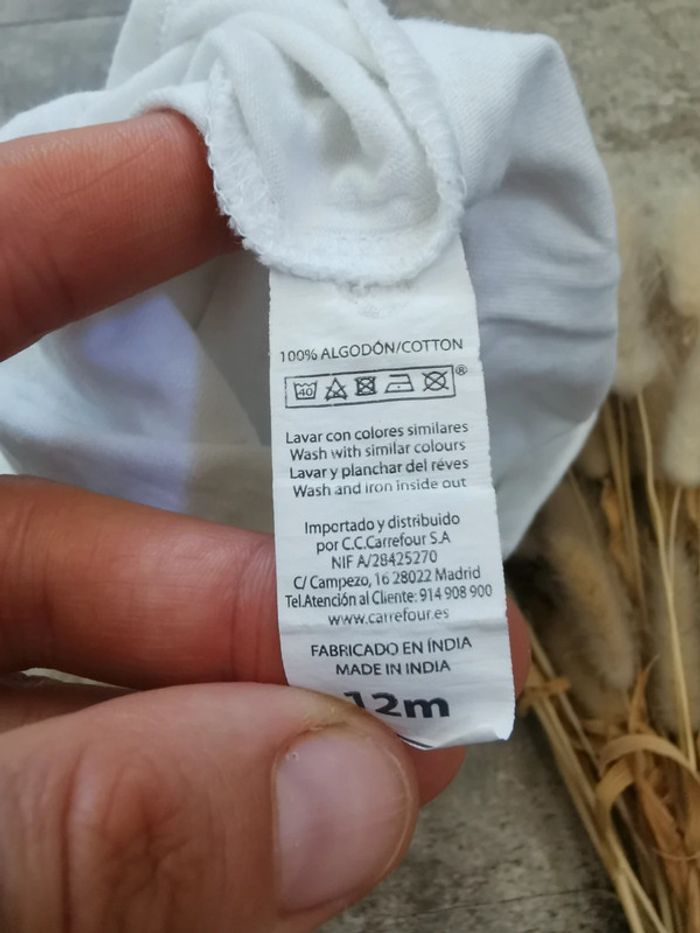 100% ALGODÓN/COTTON
40 ®
Lavar con colores similares
Wash with similar colours
Lavar y planchar del réves
Wash and iron inside out
Importado y distribuido
por C.C.Carrefour S.A
NIF A/28425270
C/ Campezo, 16 28022 Madrid
Tel.Atención al Cliente: 914 908 900
www.carrefour.es
FABRICADO EN ÍNDIA
MADE IN INDIA
12m